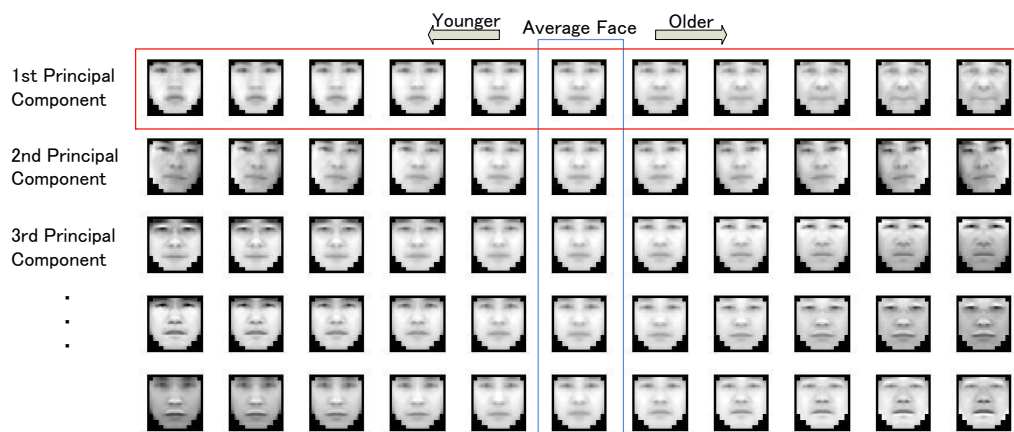 Younger
Average Face
Older
1st Principal
Component
2nd Principal
Component
3rd Principal
Component
・
・
・